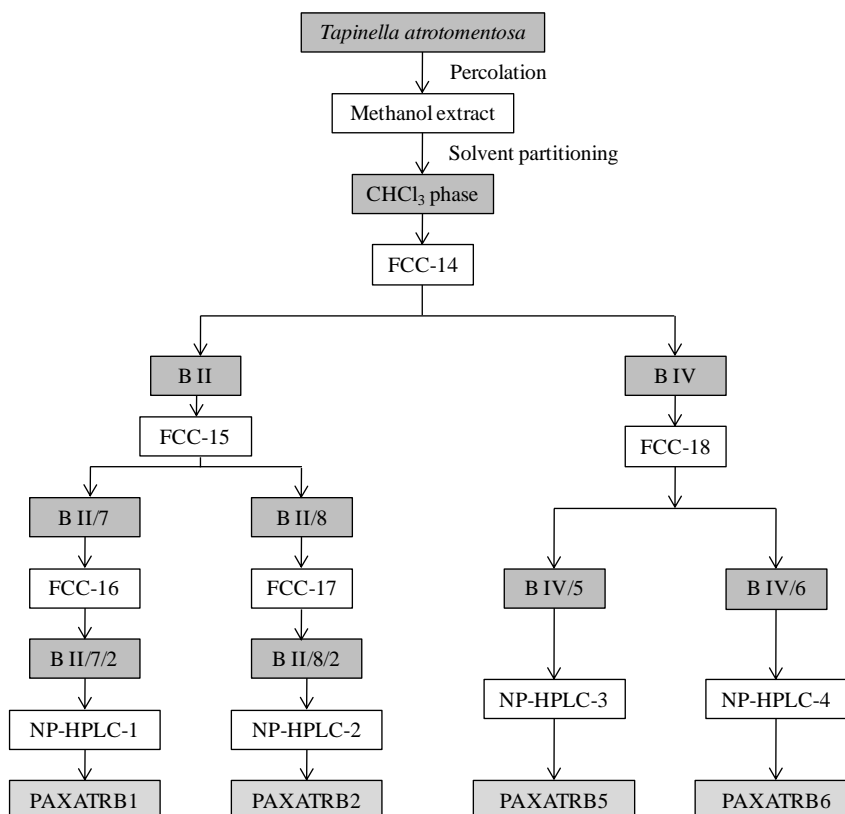 Tapinella atrotomentosa
Percolation
Methanol extract
Solvent partitioning
CHCl₃ phase
FCC-14
B II
B IV
FCC-15
FCC-18
B II/7
B II/8
FCC-16
FCC-17
B IV/5
B IV/6
B II/7/2
B II/8/2
NP-HPLC-3
NP-HPLC-4
NP-HPLC-1
NP-HPLC-2
PAXATRB1
PAXATRB2
PAXATRB5
PAXATRB6